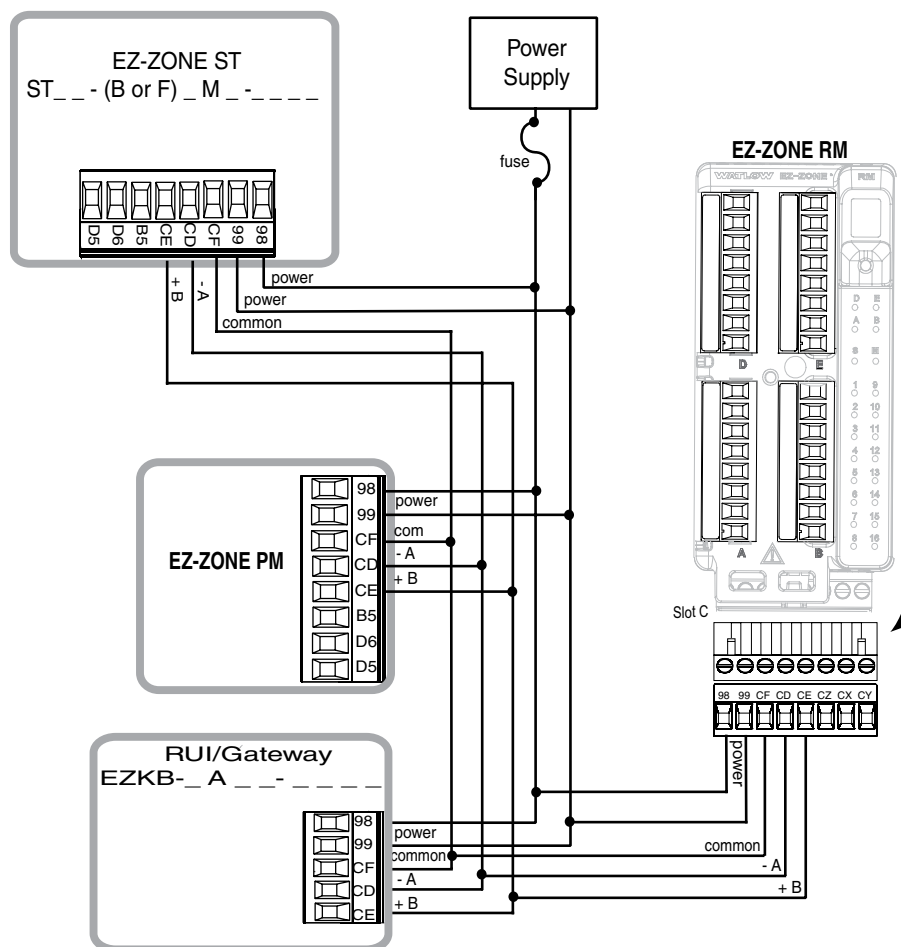 EZ-ZONE ST
ST_ _ - (B or F) _ M _ -_ _ _ _
D5
D6
B5
CE
CD
CF
99
98
+ B
- A
power
power
common
Power
Supply
fuse
EZ-ZONE RM
WATLOW EZ-ZONE®
RM
D
E
A
B
S
M
1
9
2
10
3
11
4
12
5
13
6
14
7
15
8
16
D
E
A
B
Slot C
98
99
CF
CD
CE
CZ
CX
CY
power
common
- A
+ B
EZ-ZONE PM
98
99
CF
CD
CE
B5
D6
D5
power
com
- A
+ B
RUI/Gateway
EZKB-_ A _ _- _ _ _ _
98
99
CF
CD
CE
power
common
- A
+ B